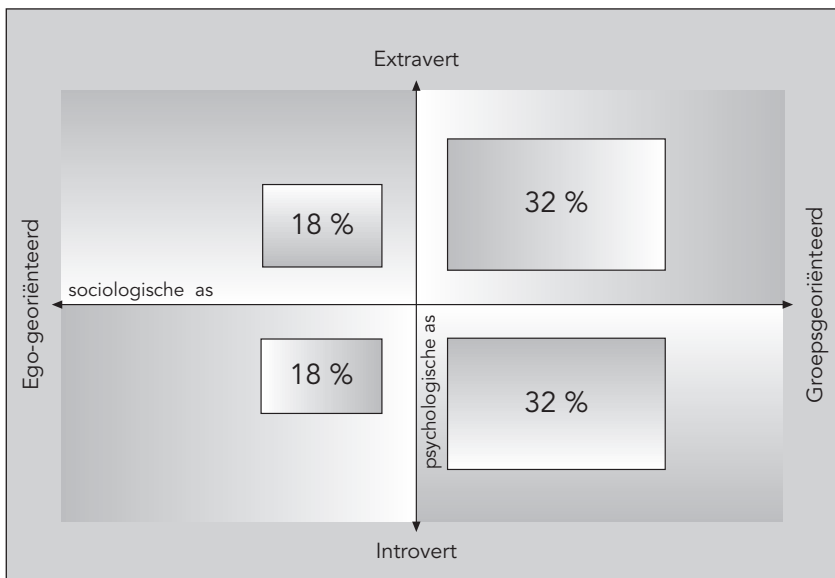 Extravert
18 %
32 %
Ego-georiënteerd
sociologische as
Groepsgeoriënteerd
psychologische as
18 %
32 %
Introvert